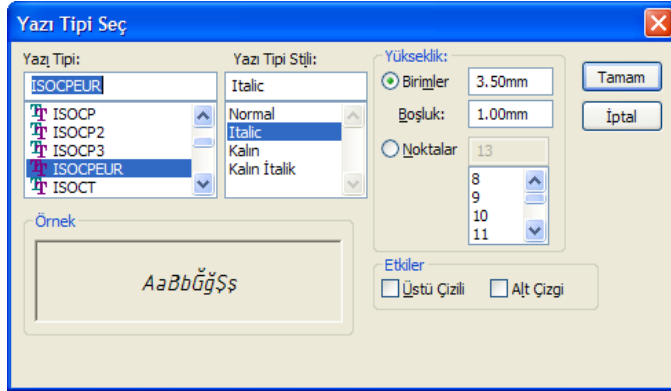 Yazı Tipi Seç
Yazı Tipi:
ISOCPEUR
ISOCP
ISOCP2
ISOCP3
ISOCPEUR
ISOCT
Yazı Tipi Stili:
Italic
Normal
Italic
Kalın
Kalın İtalik
Yükseklik:
Birimler 3.50mm
Boşluk: 1.00mm
Noktalar 13
8
9
10
11
Tamam
İptal
Örnek
AaBbĞğŞş
Etkiler
Üstü Çizili Alt Çizgi